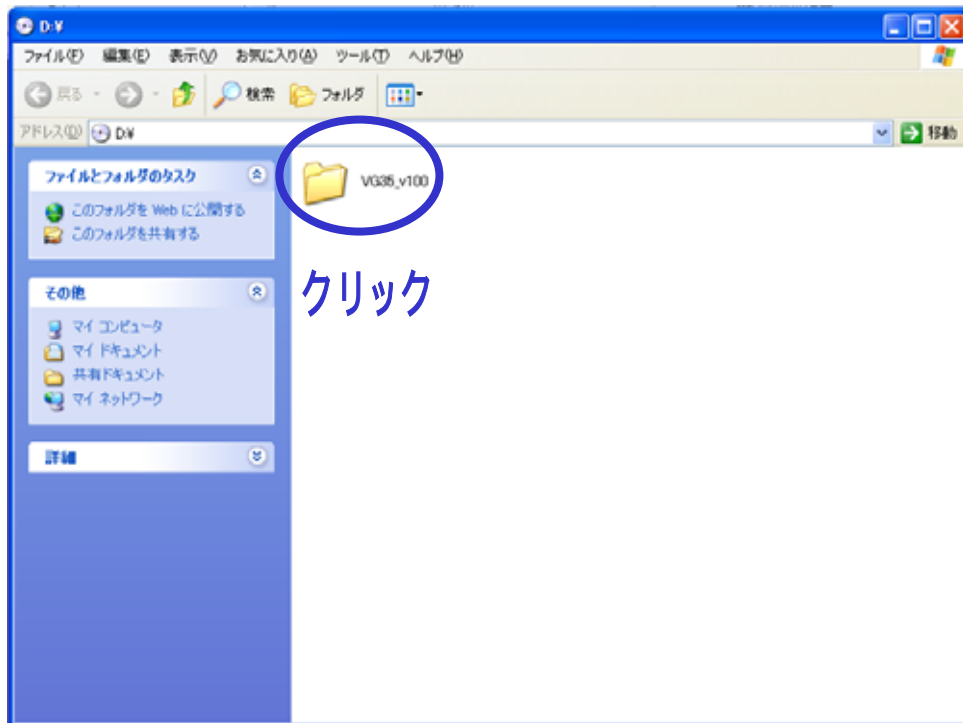 D:¥
ファイル(F) 編集(E) 表示(V) お気に入り(A) ツール(T) ヘルプ(H)
戻る 検索 フォルダ
アドレス(D) D:¥ 移動
ファイルとフォルダのタスク
このフォルダを Web に公開する
このフォルダを共有する
VG35_v100
クリック
その他
マイ コンピュータ
マイ ドキュメント
共有ドキュメント
マイ ネットワーク
詳細